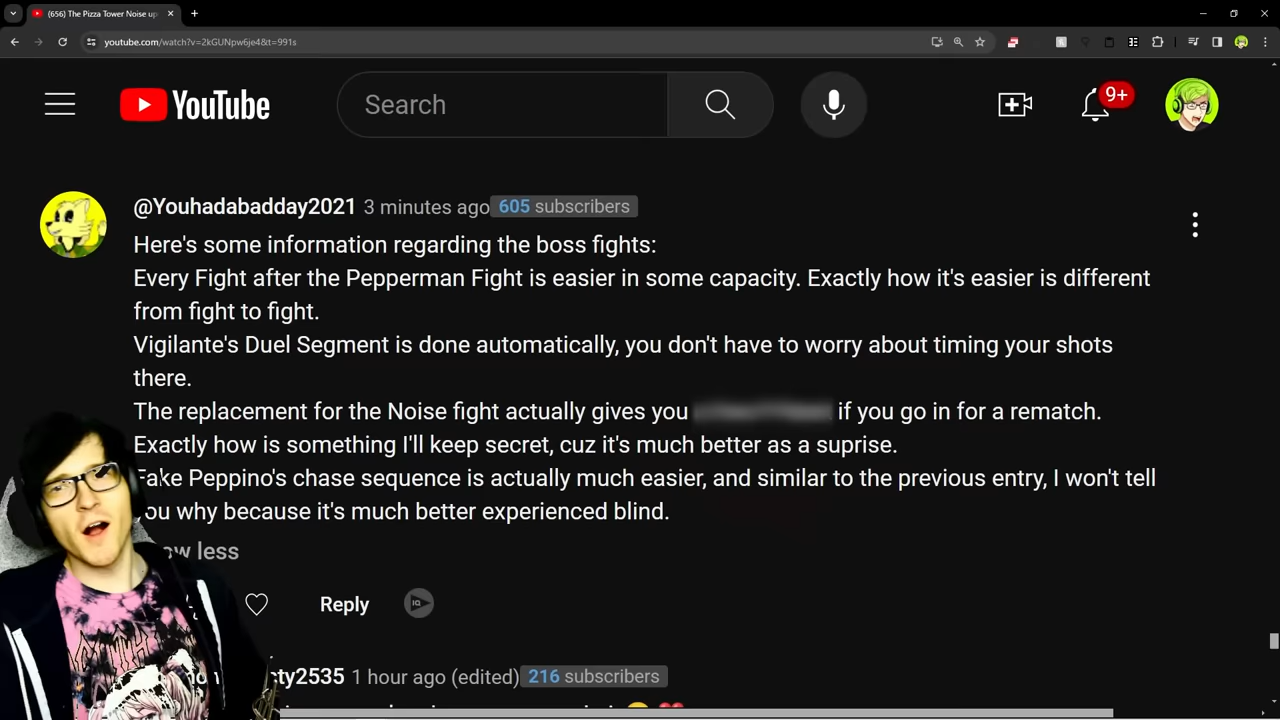 (656) The Pizza Tower Noise up
youtube.com/watch?v=2kGUNpw6je4&t=991s
YouTube
Search
9+
@Youhadabadday2021 3 minutes ago 605 subscribers
Here's some information regarding the boss fights:
Every Fight after the Pepperman Fight is easier in some capacity. Exactly how it's easier is different
from fight to fight.
Vigilante's Duel Segment is done automatically, you don't have to worry about timing your shots
there.
The replacement for the Noise fight actually gives you if you go in for a rematch.
Exactly how is something I'll keep secret, cuz it's much better as a suprise.
Fake Peppino's chase sequence is actually much easier, and similar to the previous entry, I won't tell
you why because it's much better experienced blind.
less
Reply
IQ
1 hour ago (edited) 216 subscribers